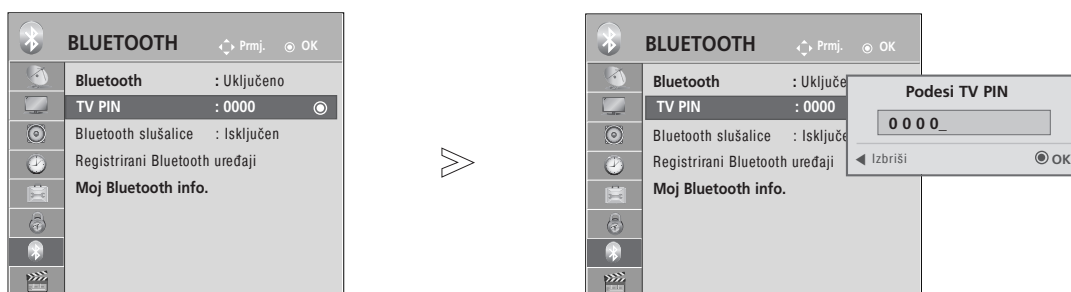 BLUETOOTH Prmj. OK
Bluetooth : Uključeno
TV PIN : 0000
Bluetooth slušalice : Isključen
Registrirani Bluetooth uređaji
Moj Bluetooth info.
BLUETOOTH Prmj. OK
Bluetooth : Uključe
TV PIN : 0000
Bluetooth slušalice : Isključe
Registrirani Bluetooth uređaji
Moj Bluetooth info.
Podesi TV PIN
0 0 0 0_
Izbriši OK